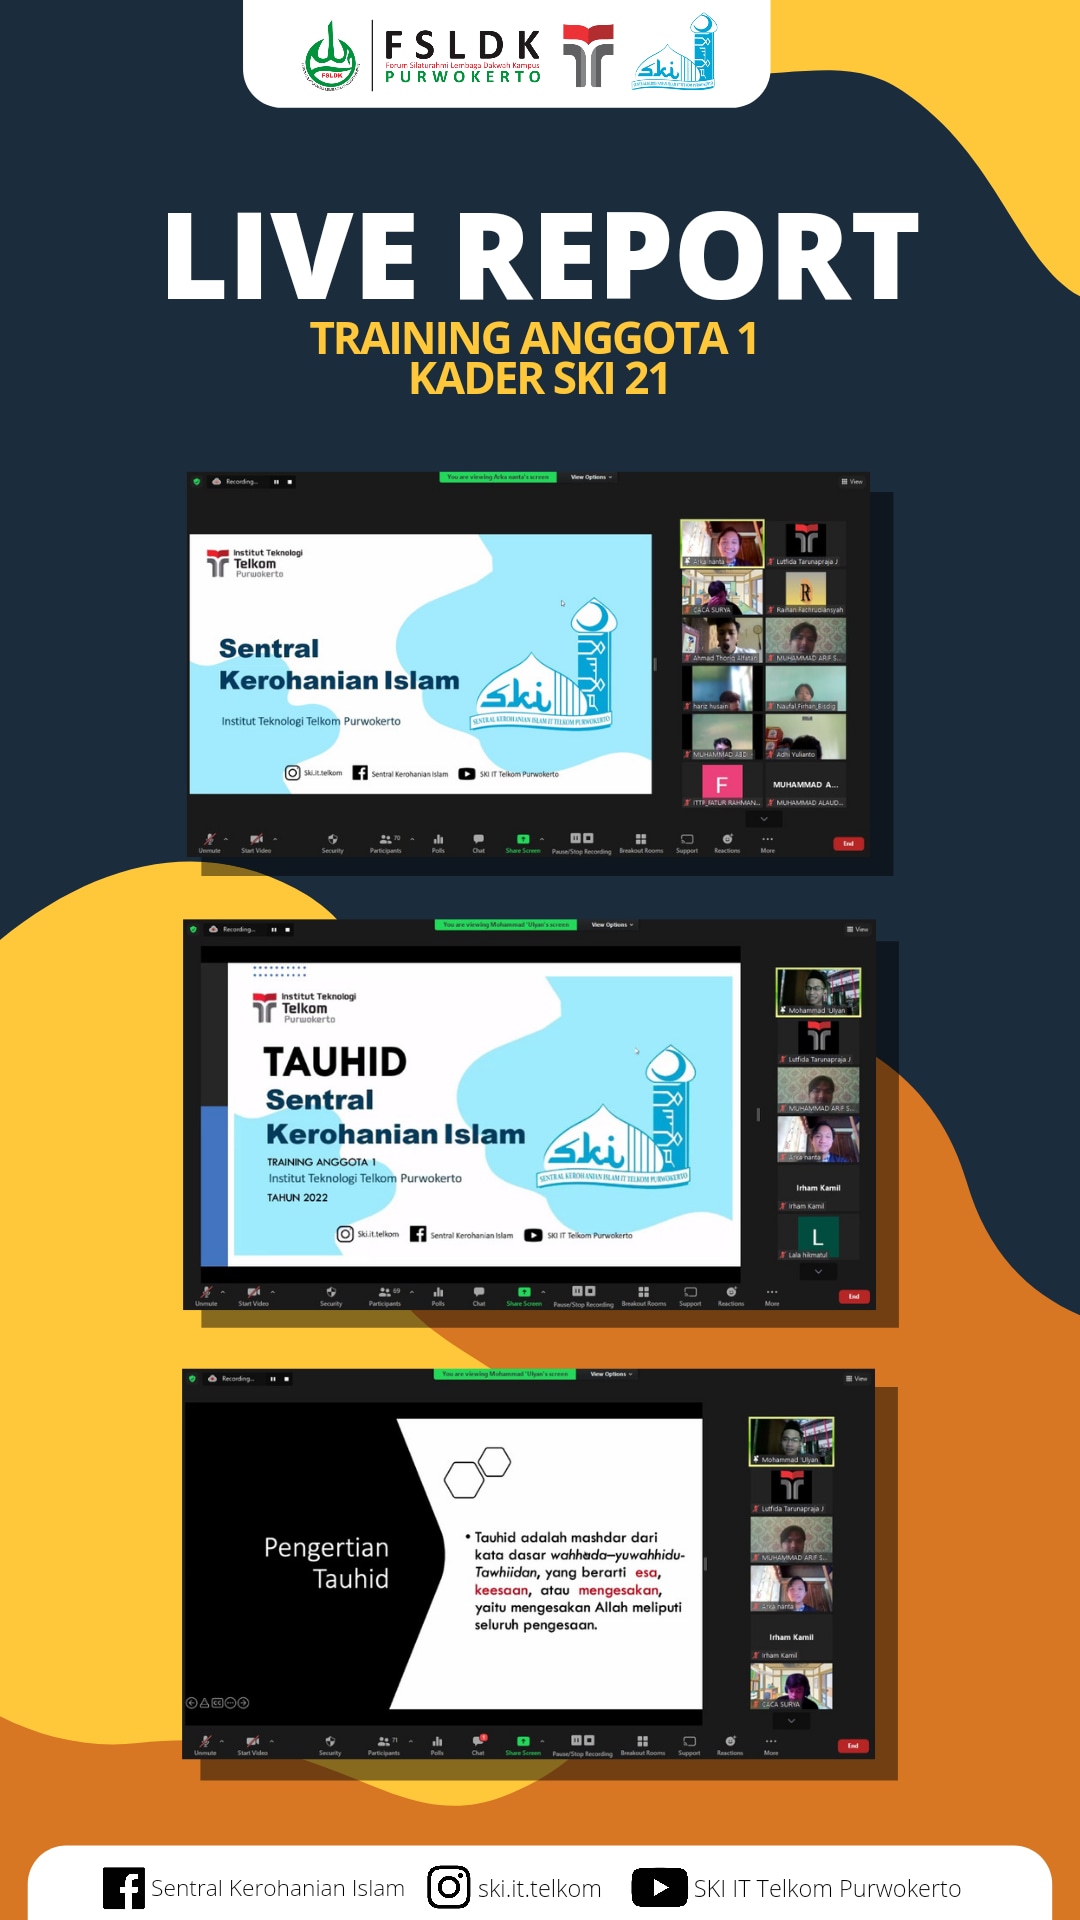 FSLDK
FSLDK
Forum Silaturahmi Lembaga Dakwah Kampus
PURWOKERTO
ski
LIVE REPORT
TRAINING ANGGOTA 1
KADER SKI 21
Recording...
You are viewing Arka nanta's screen
View Options
View
Institut Teknologi
Telkom
Purwokerto
Sentral
Kerohanian Islam
Institut Teknologi Telkom Purwokerto
ski
SENTRAL KEROHANIAN ISLAM IT TELKOM PURWOKERTO
Ski.it.telkom
Sentral Kerohanian Islam
SKI IT Telkom Purwokerto
Arka nanta
Lutfida Tarunapraja J
CACA SURYA
R
Raihan Fachrudiansyah
Ahmad Thoriq Alfatari
MUHAMMAD ARIF S...
hariz husain
Naufal Firhan_Bisdig
MUHAMMAD ABDI
Adhi Yulianto
F
ITTP_FATUR RAHMAN...
MUHAMMAD A...
MUHAMMAD ALAUD...
Unmute
Start Video
Security
Participants
70
Polls
Chat
Share Screen
Pause/Stop Recording
Breakout Rooms
Support
Reactions
More
End
Recording...
You are viewing Mohammad 'Ulyan's screen
View Options
View
Institut Teknologi
Telkom
Purwokerto
TAUHID
Sentral
Kerohanian Islam
TRAINING ANGGOTA 1
Institut Teknologi Telkom Purwokerto
TAHUN 2022
ski
SENTRAL KEROHANIAN ISLAM IT TELKOM PURWOKERTO
Ski.it.telkom
Sentral Kerohanian Islam
SKI IT Telkom Purwokerto
Mohammad 'Ulyan
Lutfida Tarunapraja J
MUHAMMAD ARIF S...
Arka nanta
Irham Kamil
Irham Kamil
L
Lala hikmatul
Unmute
Start Video
Security
Participants
69
Polls
Chat
Share Screen
Pause/Stop Recording
Breakout Rooms
Support
Reactions
More
End
Recording...
You are viewing Mohammad 'Ulyan's screen
View Options
View
Pengertian
Tauhid
• Tauhid adalah mashdar dari
kata dasar wahhada–yuwahhidu-
Tawhiidan, yang berarti esa,
keesaan, atau mengesakan,
yaitu mengesakan Allah meliputi
seluruh pengesaan.
Mohammad 'Ulyan
Lutfida Tarunapraja J
MUHAMMAD ARIF S...
Arka nanta
Irham Kamil
Irham Kamil
CACA SURYA
Unmute
Start Video
Security
Participants
71
Polls
Chat
Share Screen
Pause/Stop Recording
Breakout Rooms
Support
Reactions
More
End
Sentral Kerohanian Islam
ski.it.telkom
SKI IT Telkom Purwokerto